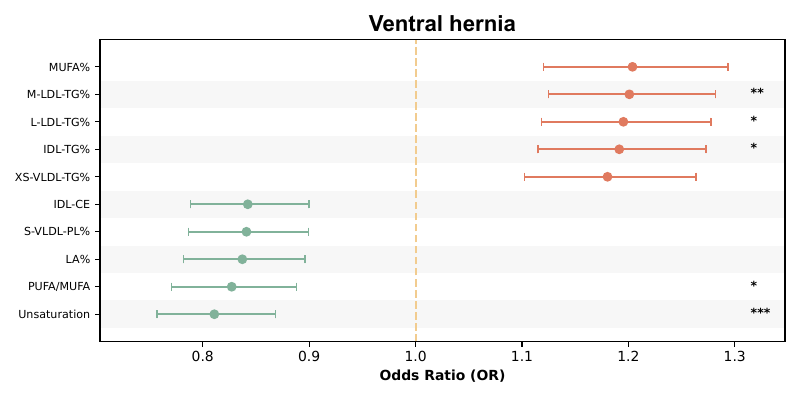 Ventral hernia
MUFA%
M-LDL-TG% **
L-LDL-TG% *
IDL-TG% *
XS-VLDL-TG%
IDL-CE
S-VLDL-PL%
LA%
PUFA/MUFA *
Unsaturation ***
0.8 0.9 1.0 1.1 1.2 1.3
Odds Ratio (OR)